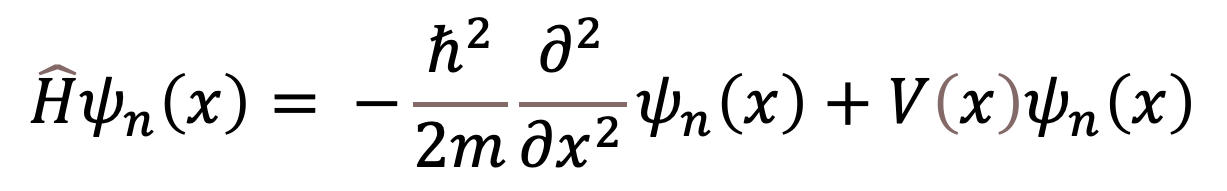 Ĥψₙ(x) = −ħ²/2m ∂²/∂x² ψₙ(x) + V(x)ψₙ(x)